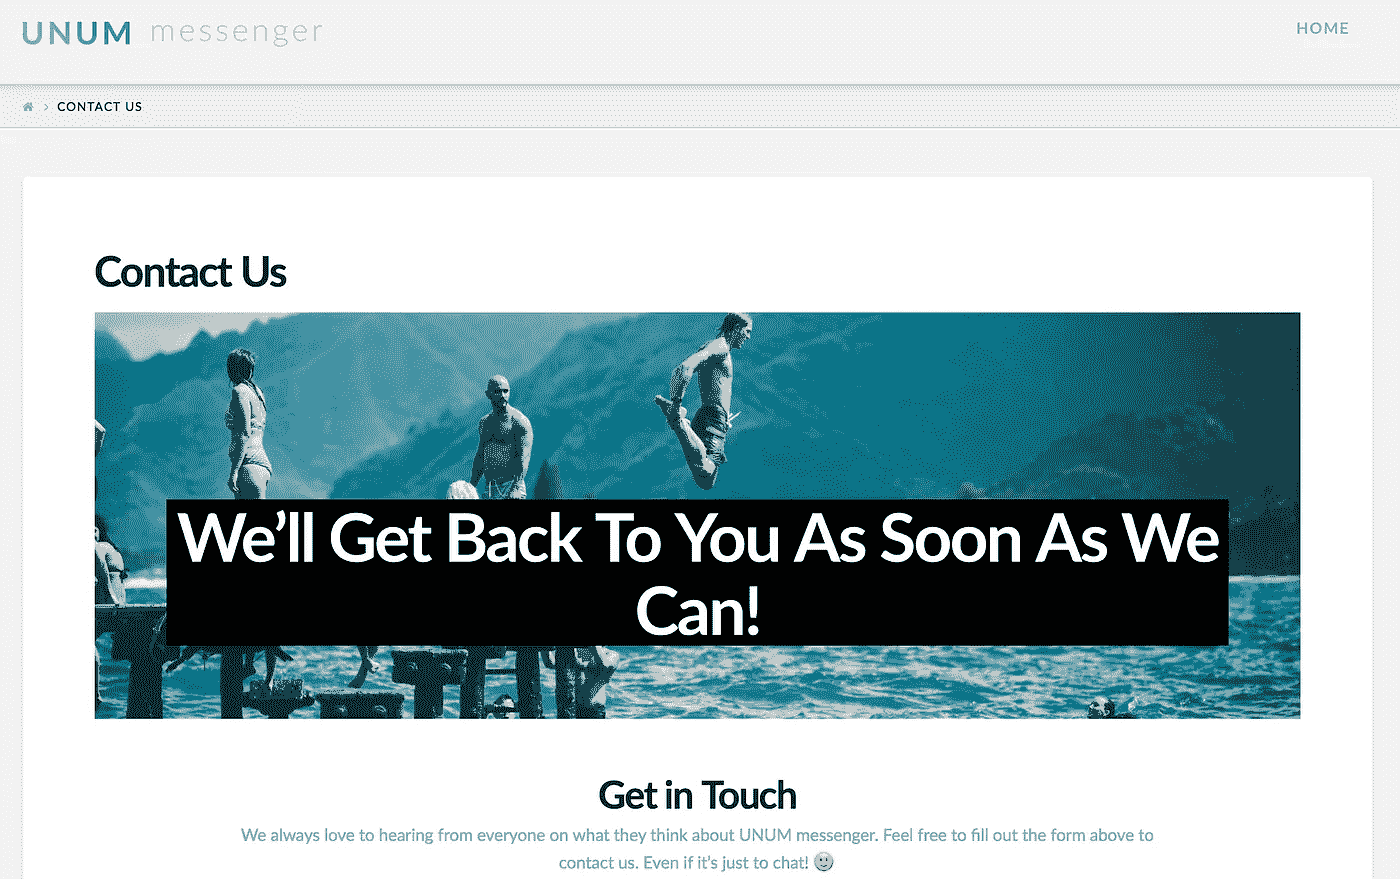 UNUM messenger
HOME
CONTACT US
Contact Us
We’ll Get Back To You As Soon As We
Can!
Get in Touch
We always love to hearing from everyone on what they think about UNUM messenger. Feel free to fill out the form above to
contact us. Even if it’s just to chat! 🙂